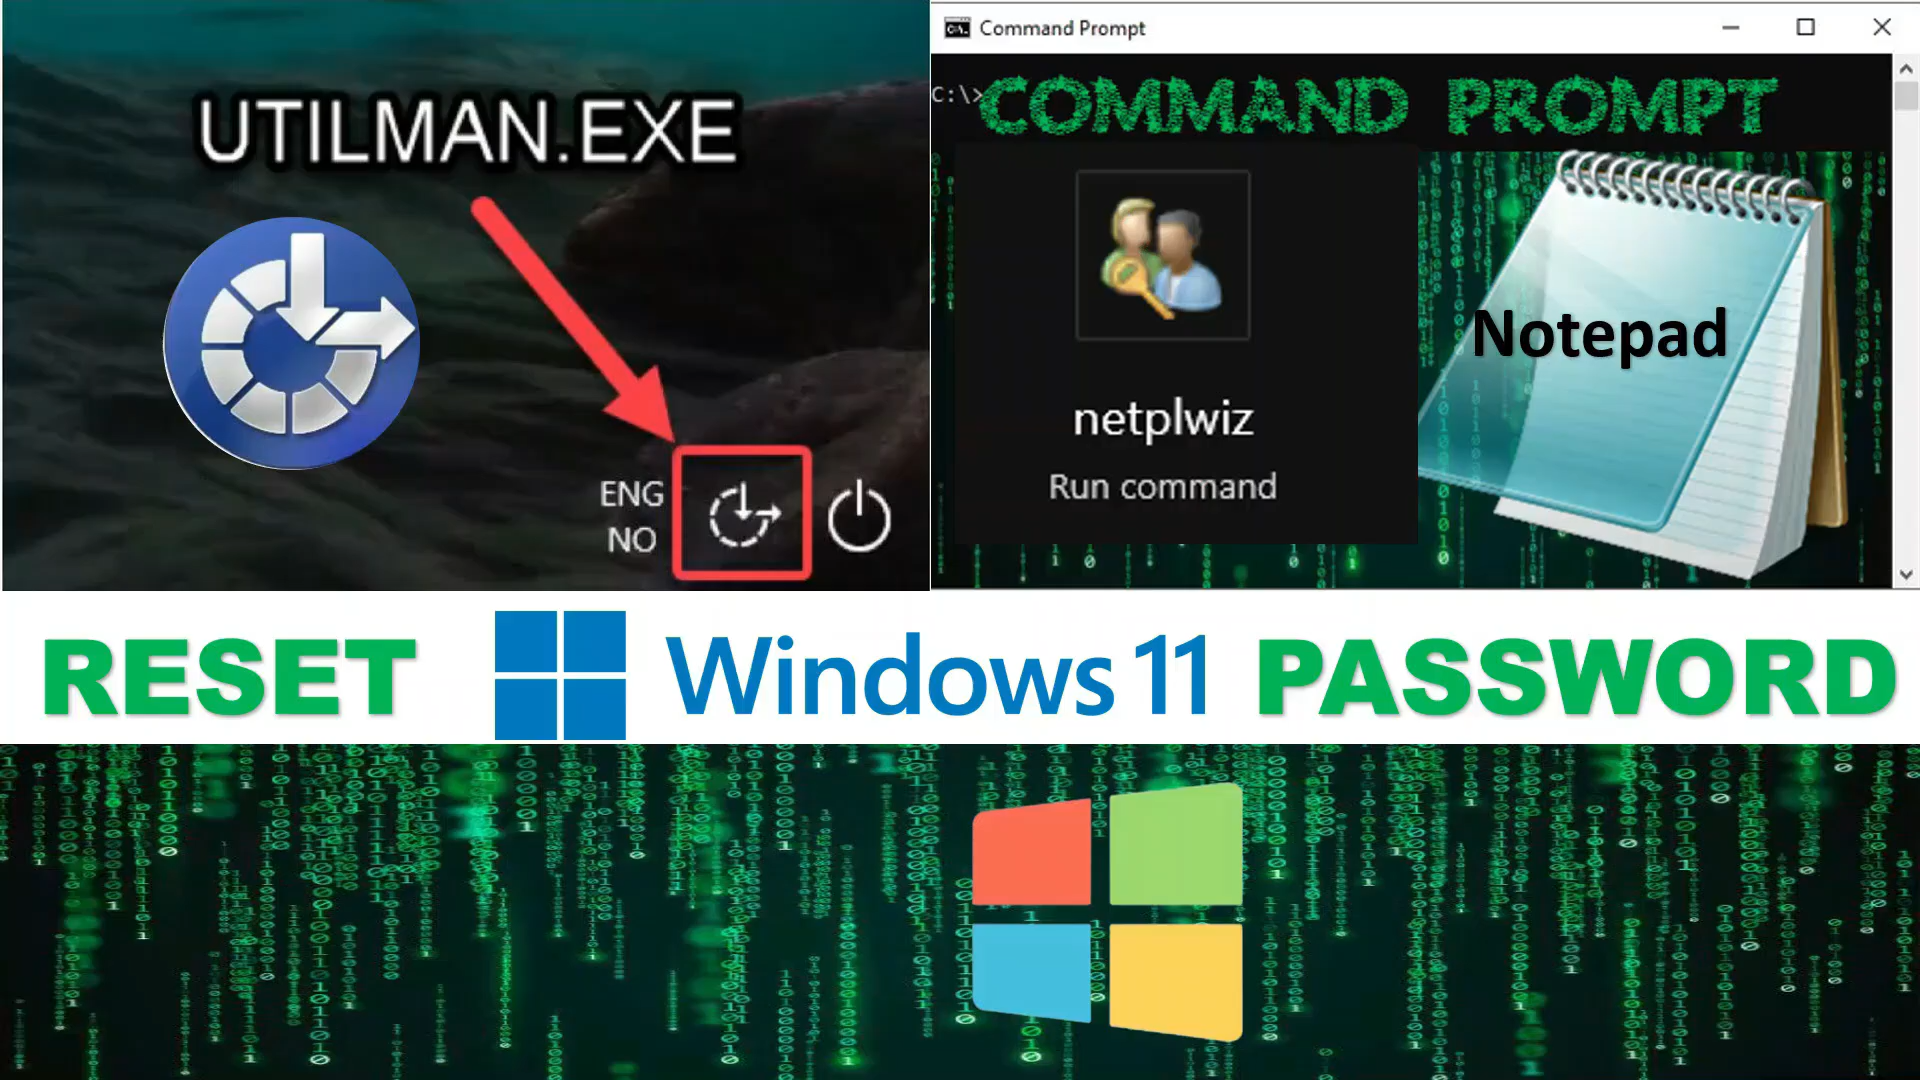 UTILMAN.EXE
ENG
NO
Command Prompt
C:\>
COMMAND PROMPT
netplwiz
Run command
Notepad
RESET Windows 11 PASSWORD